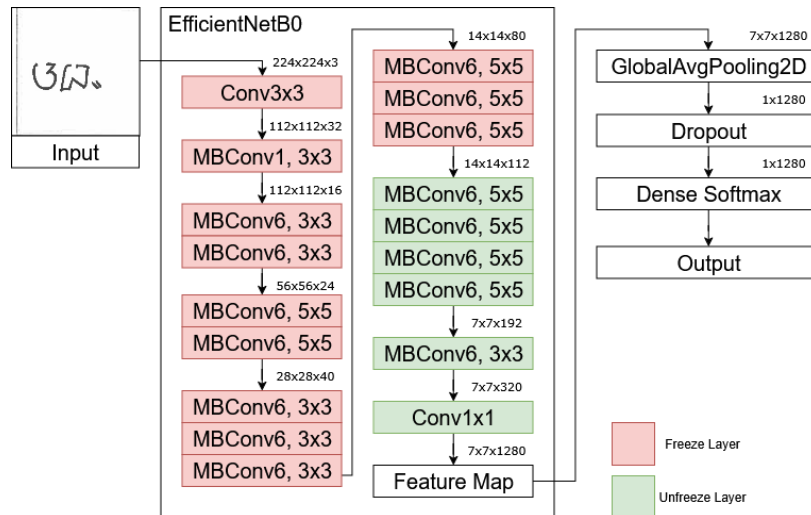 EfficientNetB0
Input
224x224x3
Conv3x3
112x112x32
MBConv1, 3x3
112x112x16
MBConv6, 3x3
MBConv6, 3x3
56x56x24
MBConv6, 5x5
MBConv6, 5x5
28x28x40
MBConv6, 3x3
MBConv6, 3x3
MBConv6, 3x3
14x14x80
MBConv6, 5x5
MBConv6, 5x5
MBConv6, 5x5
14x14x112
MBConv6, 5x5
MBConv6, 5x5
MBConv6, 5x5
MBConv6, 5x5
7x7x192
MBConv6, 3x3
7x7x320
Conv1x1
7x7x1280
Feature Map
7x7x1280
GlobalAvgPooling2D
1x1280
Dropout
1x1280
Dense Softmax
Output
Freeze Layer
Unfreeze Layer